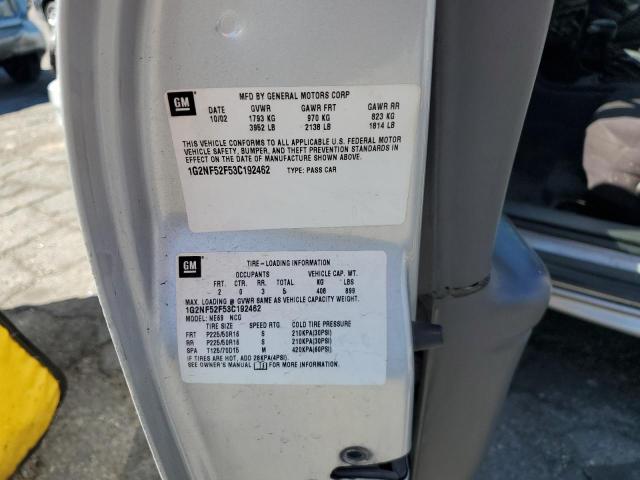 GM
MFD BY GENERAL MOTORS CORP
DATE GVWR GAWR FRT GAWR RR
10/02 1793 KG 970 KG 823 KG
3952 LB 2138 LB 1814 LB
THIS VEHICLE CONFORMS TO ALL APPLICABLE U.S. FEDERAL MOTOR
VEHICLE SAFETY, BUMPER, AND THEFT PREVENTION STANDARDS IN
EFFECT ON THE DATE OF MANUFACTURE SHOWN ABOVE.
1G2NF52F53C192462 TYPE: PASS CAR
GM
TIRE-LOADING INFORMATION
OCCUPANTS VEHICLE CAP. WT.
FRT. CTR. RR. TOTAL KG LBS
2 0 3 5 408 899
MAX. LOADING @ GVWR SAME AS VEHICLE CAPACITY WEIGHT.
1G2NF52F53C192462
MODEL: NE69 NCG
TIRE SIZE SPEED RTG. COLD TIRE PRESSURE
FRT P225/50R16 S 210KPA(30PSI)
RR P225/50R16 S 210KPA(30PSI)
SPA T125/70D15 M 420KPA(60PSI)
IF TIRES ARE HOT, ADD 28KPA(4PSI).
SEE OWNER'S MANUAL FOR MORE INFORMATION.